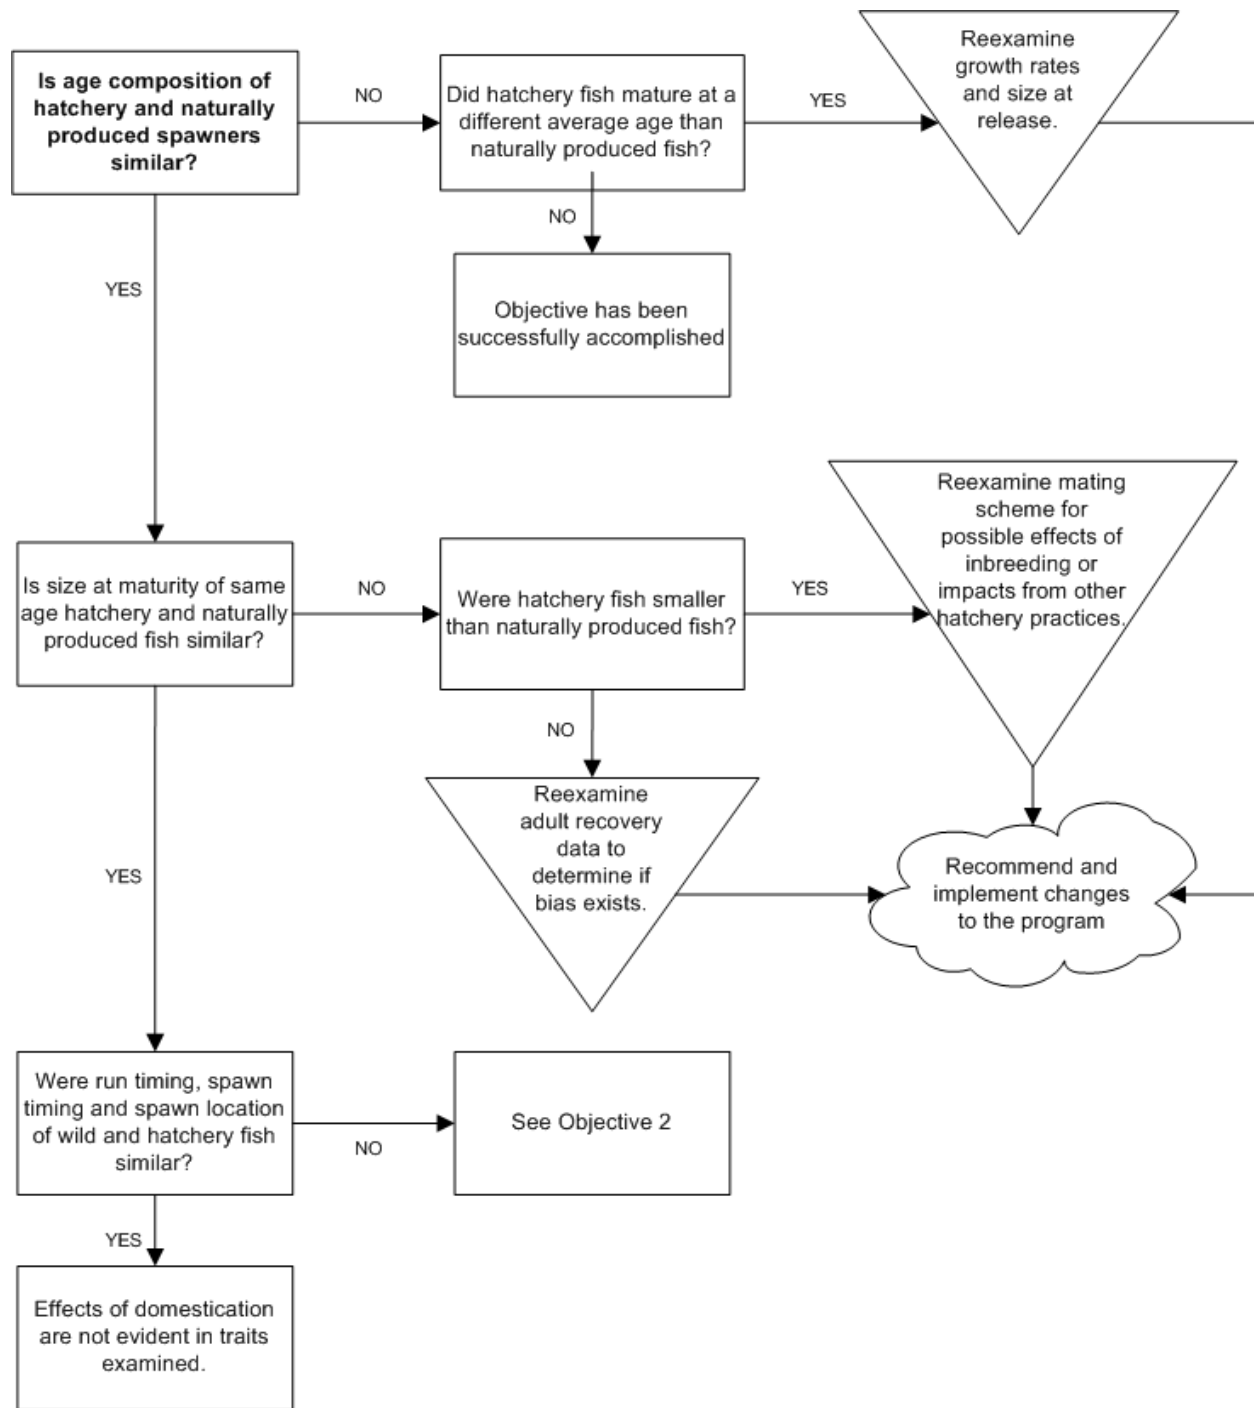 Is age composition of
hatchery and naturally
produced spawners
similar?
NO
Did hatchery fish mature at a
different average age than
naturally produced fish?
YES
Reexamine
growth rates
and size at
release.
NO
Objective has been
successfully accomplished
YES
Is size at maturity of same
age hatchery and naturally
produced fish similar?
NO
Were hatchery fish smaller
than naturally produced fish?
YES
Reexamine mating
scheme for
possible effects of
inbreeding or
impacts from other
hatchery practices.
NO
Reexamine
adult recovery
data to
determine if
bias exists.
Recommend and
implement changes
to the program
YES
Were run timing, spawn
timing and spawn location
of wild and hatchery fish
similar?
NO
See Objective 2
YES
Effects of domestication
are not evident in traits
examined.